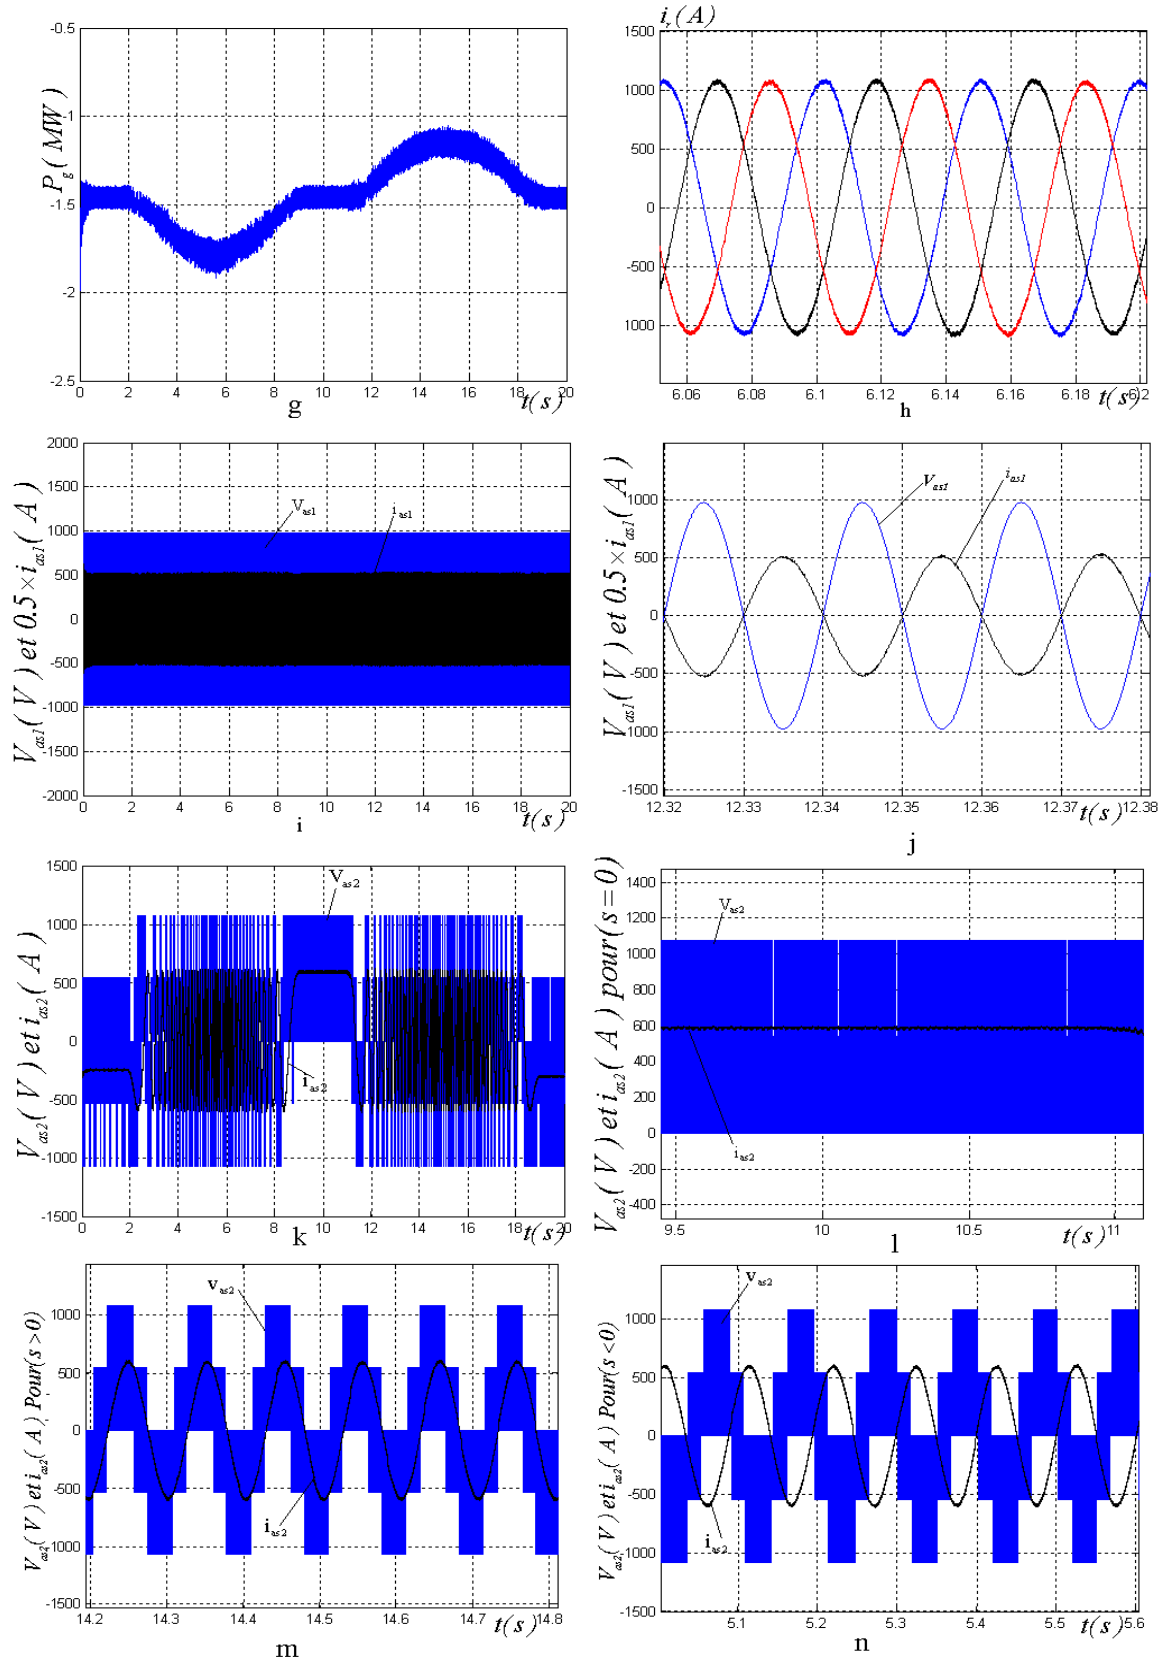 P_g ( MW )
-0.5
-1
-1.5
-2
-2.5
0 2 4 6 8 10 12 14 16 18 20
t(s)
g
i_r (A)
1500
1000
500
0
-500
1000
6.06 6.08 6.1 6.12 6.14 6.16 6.18 6.2
t(s)
h
V_as1( V ) et 0.5×i_as1( A )
2000
1500
1000
500
0
-500
-1000
-1500
-2000
V_as1
i_as1
0 2 4 6 8 10 12 14 16 18 20
t(s)
i
V_as1( V ) et 0.5×i_as1( A )
1000
500
0
-500
-1000
-1500
V_as1
i_as1
12.32 12.33 12.34 12.35 12.36 12.37 12.38
t(s)
j
V_as2( V ) et i_as2( A )
1500
1000
500
0
-500
-1000
-1500
V_as2
i_as2
0 2 4 6 8 10 12 14 16 18 20
t(s)
k
V_as2( V ) et i_as2( A ) pour(s=0)
1400
1200
1000
800
600
400
200
0
-200
-400
V_as2
i_as2
9.5 10 10.5 11
t(s)
l
V_as2( V ) et i_as2( A ) Pour(s>0)
1000
500
0
-500
-1000
-1500
v_as2
i_as2
14.2 14.3 14.4 14.5 14.6 14.7 14.8
t(s)
m
V_as2( V ) et i_as2( A ) Pour(s<0)
1000
500
0
-500
-1000
-1500
v_as2
i_as2
5.1 5.2 5.3 5.4 5.5 5.6
t(s)
n